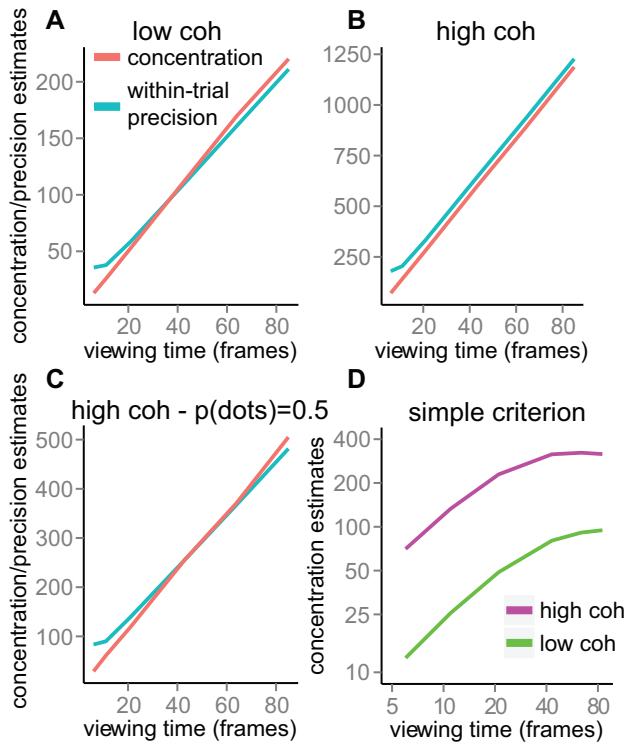 A
low coh
concentration/precision estimates
200
150
100
50
concentration
within-trial
precision
20
40
60
80
viewing time (frames)
B
high coh
1250
1000
750
500
250
20
40
60
80
viewing time (frames)
C
high coh - p(dots)=0.5
concentration/precision estimates
500
400
300
200
100
20
40
60
80
viewing time (frames)
D
simple criterion
concentration estimates
400
200
100
50
25
10
high coh
low coh
5
10
20
40
80
viewing time (frames)